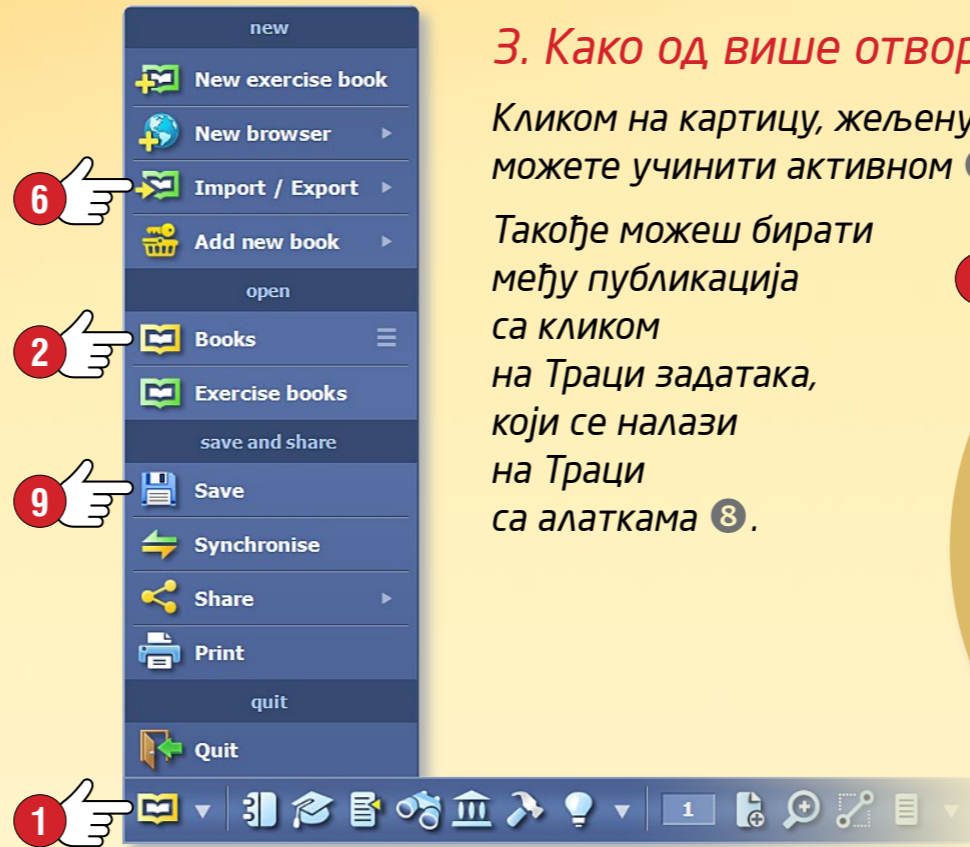 new
New exercise book
New browser
6
Import / Export
Add new book
open
2
Books
Exercise books
save and share
9
Save
Synchronise
Share
Print
quit
Quit
1
1
3. Како од више
Кликом на картицу, жељену
можете учинити активном
Такође можеш бирати
међу публикација
са кликом
на Траци задатака,
који се налази
на Траци
са алаткама 8.